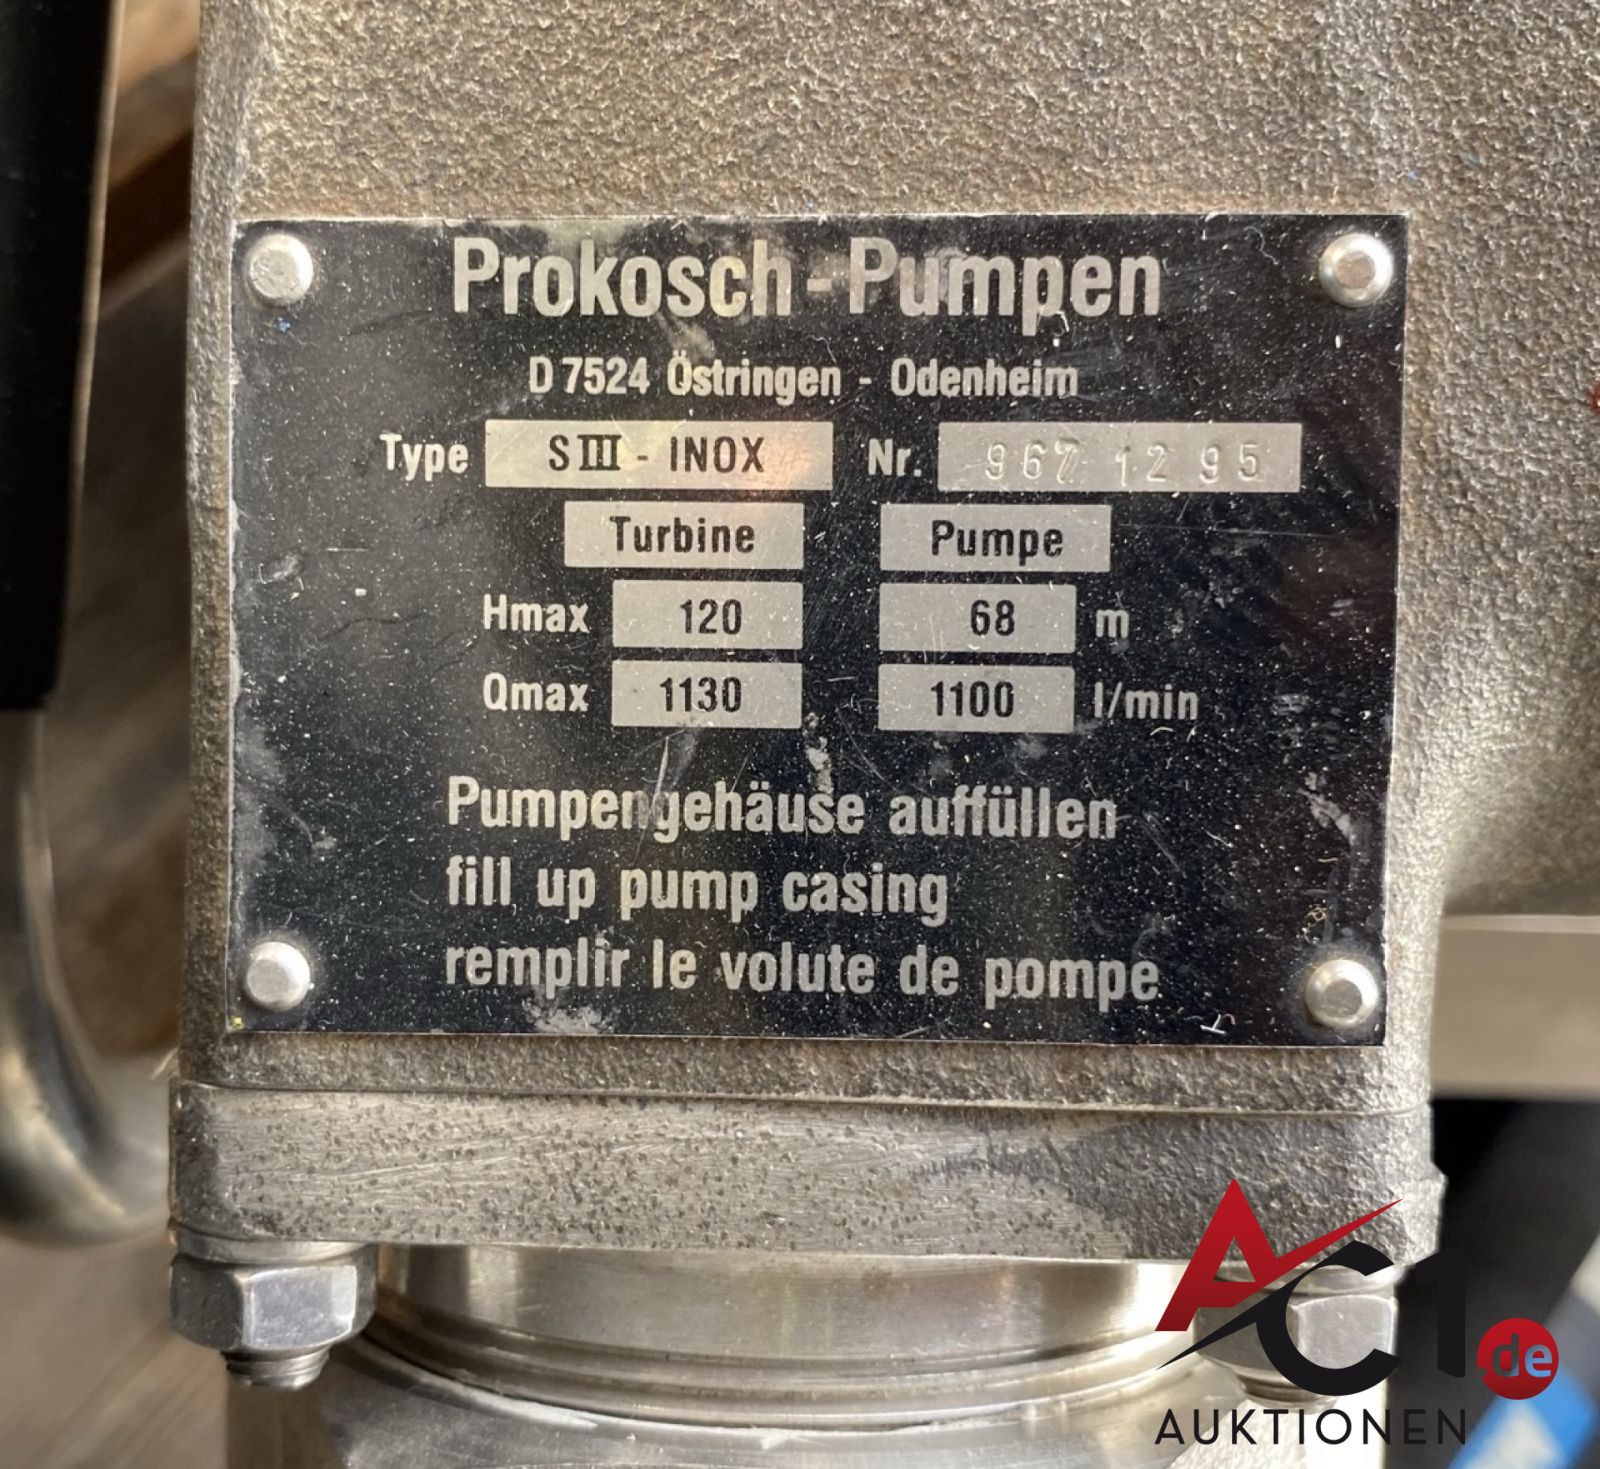 Prokosch-Pumpen
D 7524 Östringen - Odenheim
Type S III - INOX Nr. 967 12 95
Turbine Pumpe
Hmax 120 68 m
Qmax 1130 1100 l/min
Pumpengehäuse auffüllen
fill up pump casing
remplir le volute de pompe
AC1.de
AUKTIONEN